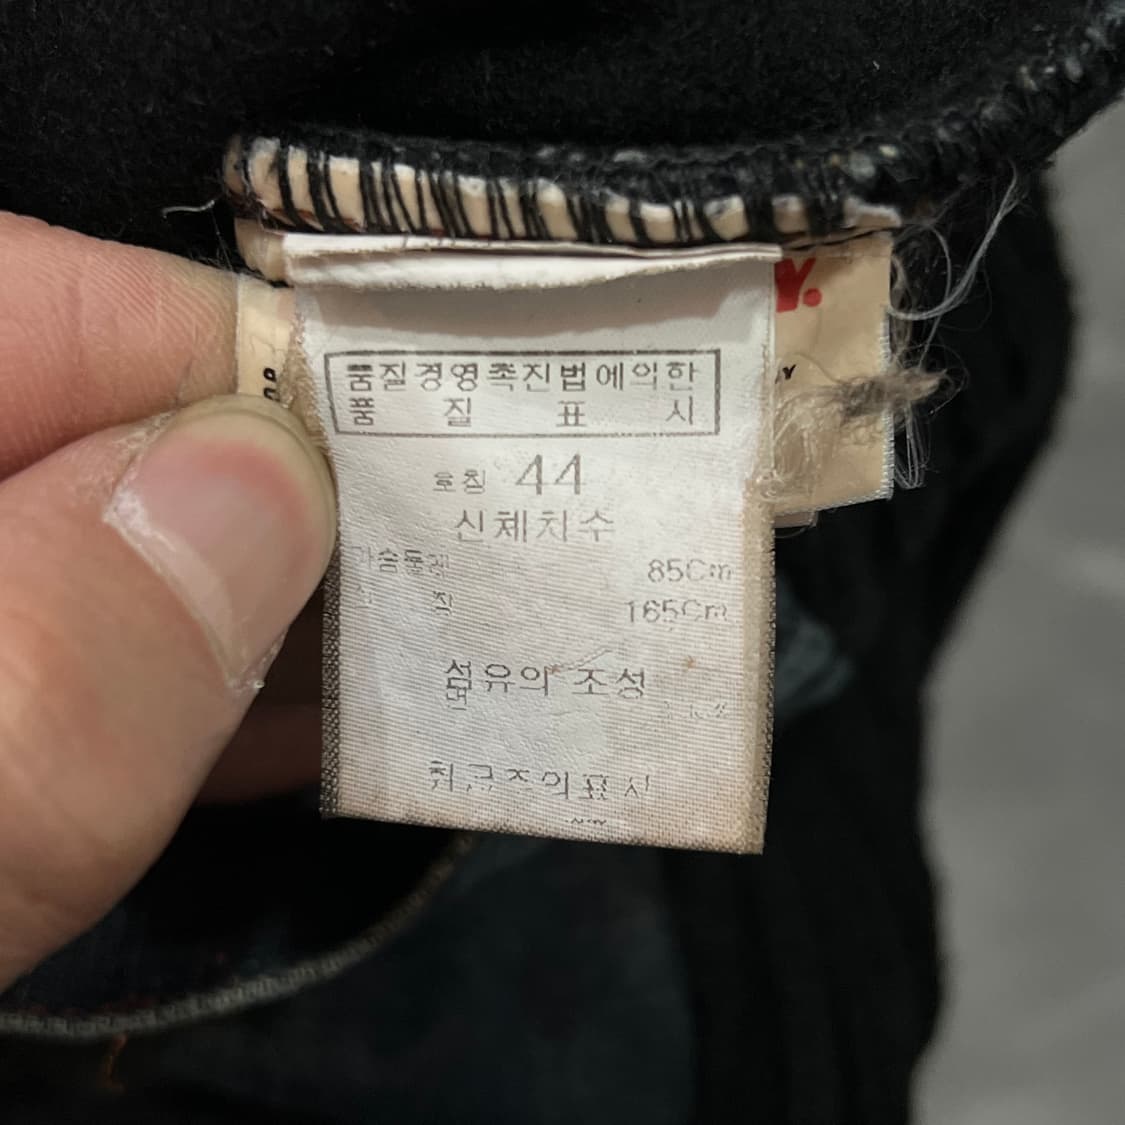 품질경영촉진법에의한
품 질 표 시
호칭 44
신체치수
가슴둘레 85Cm
165Cm
섬유의 조성
면
취급주의표시
Y.